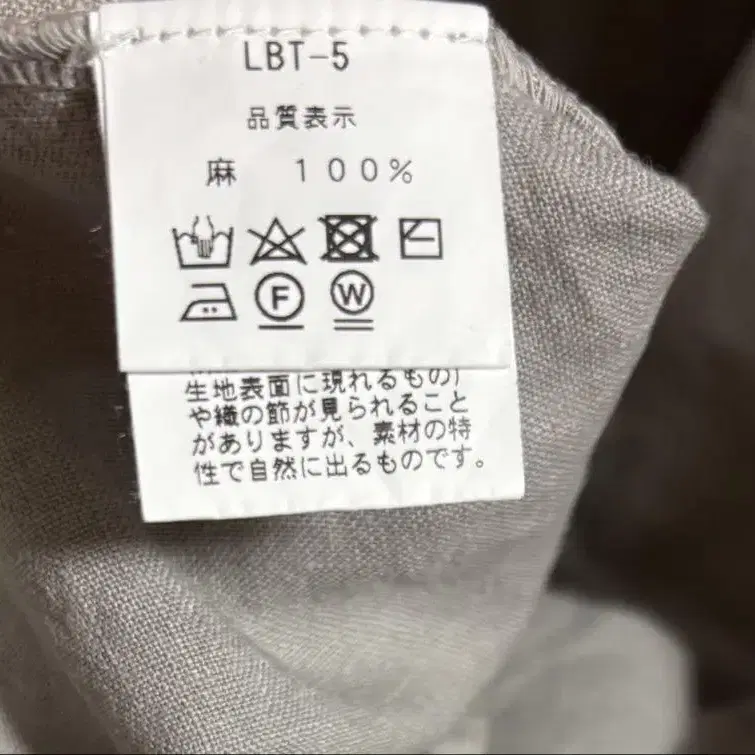 LBT-5
品質表示
麻 100%
F W
生地表面に現れるもの)
や織の節が見られること
がありますが、素材の特
性で自然に出るものです。